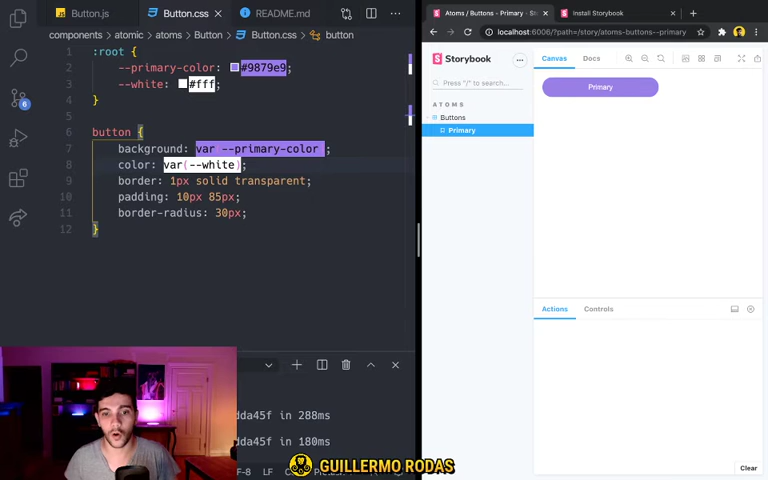 Button.js
Button.css
README.md
components > atomic > atoms > Button > Button.css > button
1 :root {
2 --primary-color: #9879e9;
3 --white: #fff;
4 }
5
6 button {
7 background: var --primary-color ;
8 color: var(--white);
9 border: 1px solid transparent;
10 padding: 10px 85px;
11 border-radius: 30px;
12 }
6
dda45f in 288ms
dda45f in 180ms
F-8 LF
GUILLERMO RODAS
Atoms / Buttons - Primary - St
Install Storybook
localhost:6006/?path=/story/atoms-buttons--primary
Storybook
Press "/" to search...
ATOMS
Buttons
Primary
Canvas
Docs
Primary
Actions
Controls
Clear